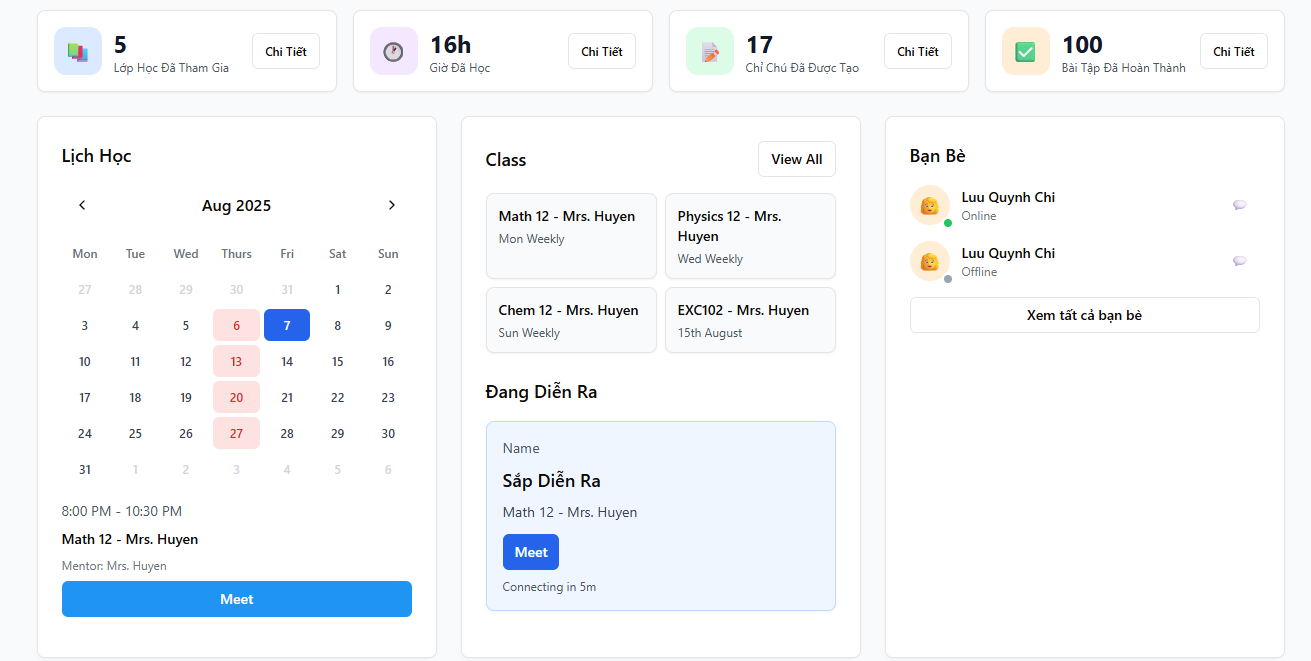 5
Lớp Học Đã Tham Gia
Chi Tiết
16h
Giờ Đã Học
Chi Tiết
17
Chỉ Chú Đã Được Tạo
Chi Tiết
100
Bài Tập Đã Hoàn Thành
Chi Tiết
Lịch Học
Aug 2025
Mon Tue Wed Thurs Fri Sat Sun
27 28 29 30 31 1 2
3 4 5 6 7 8 9
10 11 12 13 14 15 16
17 18 19 20 21 22 23
24 25 26 27 28 29 30
31 1 2 3 4 5 6
8:00 PM - 10:30 PM
Math 12 - Mrs. Huyen
Mentor: Mrs. Huyen
Meet
Class
View All
Math 12 - Mrs. Huyen
Mon Weekly
Physics 12 - Mrs.
Huyen
Wed Weekly
Chem 12 - Mrs. Huyen
Sun Weekly
EXC102 - Mrs. Huyen
15th August
Đang Diễn Ra
Name
Sắp Diễn Ra
Math 12 - Mrs. Huyen
Meet
Connecting in 5m
Bạn Bè
Luu Quynh Chi
Online
Luu Quynh Chi
Offline
Xem tất cả bạn bè